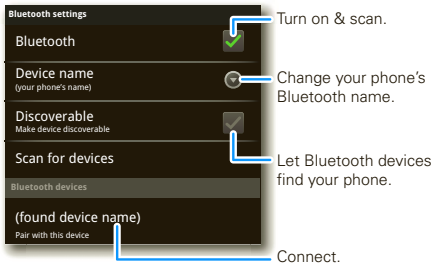 Bluetooth settings
Bluetooth
Device name
(your phone's name)
Discoverable
Make device discoverable
Scan for devices
Bluetooth devices
(found device name)
Pair with this device
Turn on & scan.
Change your phone's
Bluetooth name.
Let Bluetooth devices
find your phone.
Connect.